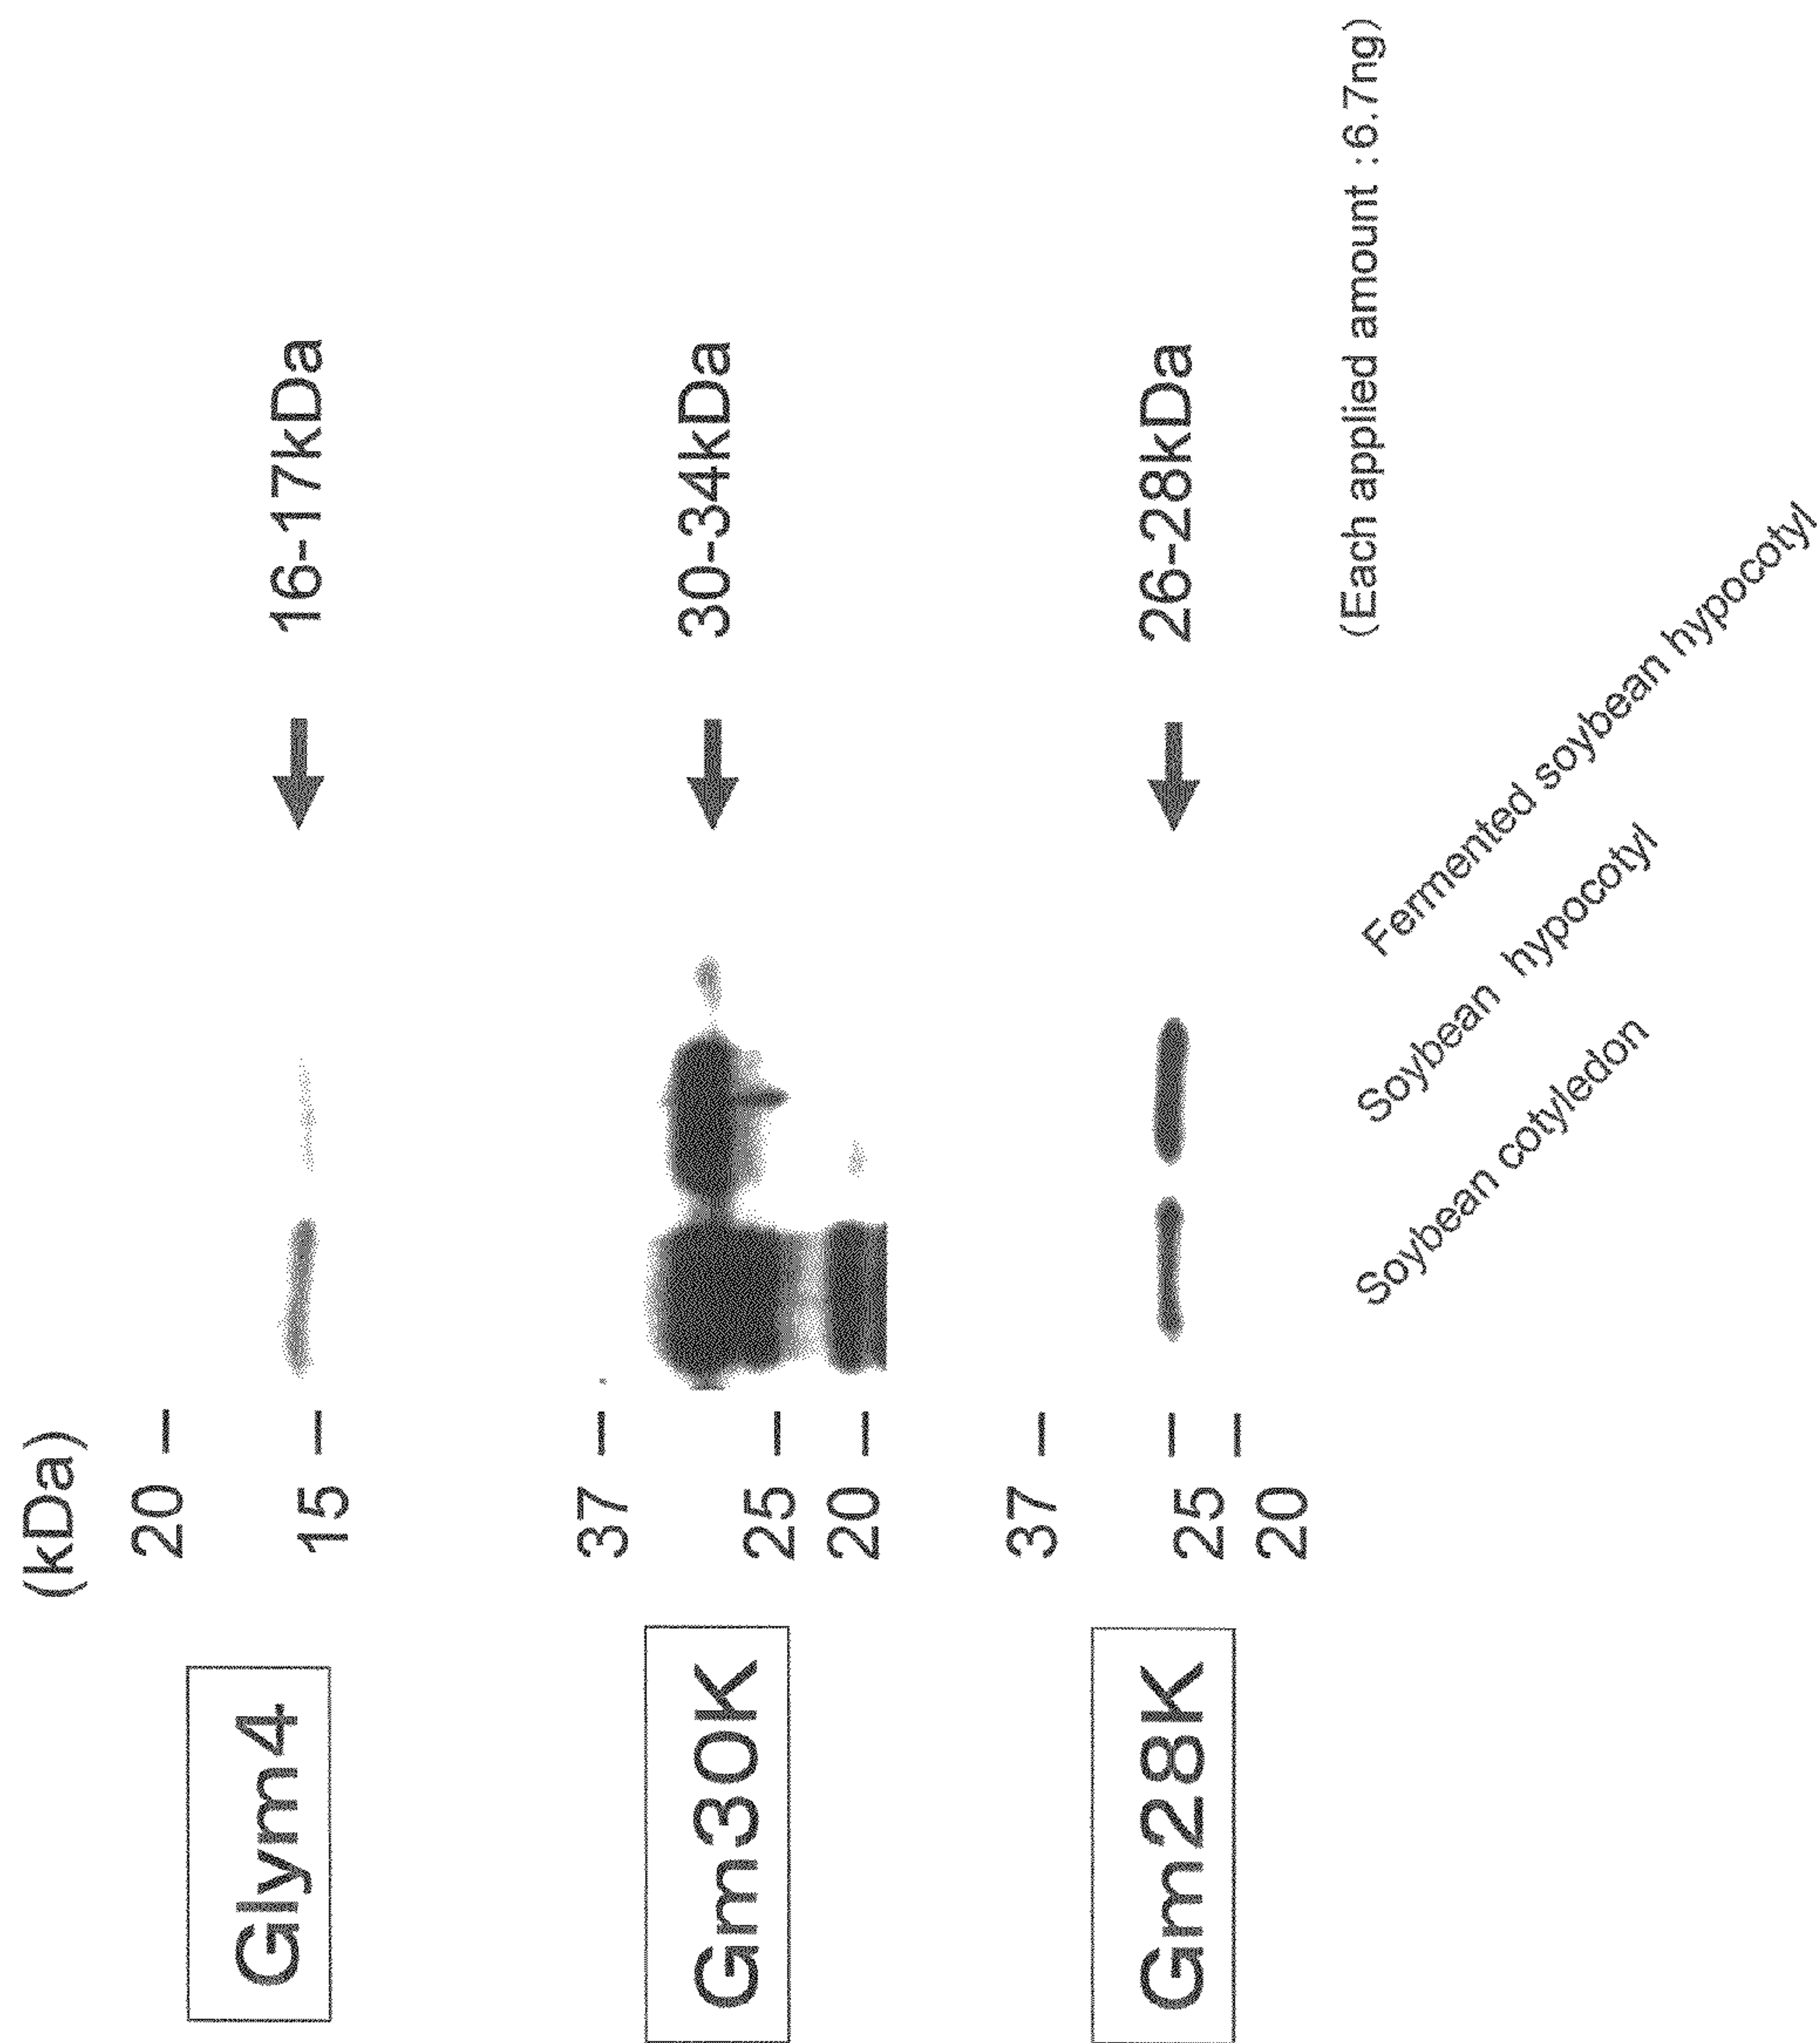 (kDa)
Glym4
20
15
16-17kDa
Gm30K
37
25
20
30-34kDa
Gm28K
37
25
20
26-28kDa
Soybean cotyledon
Soybean hypocotyl
Fermented soybean hypocotyl
(Each applied amount :6.7ng)